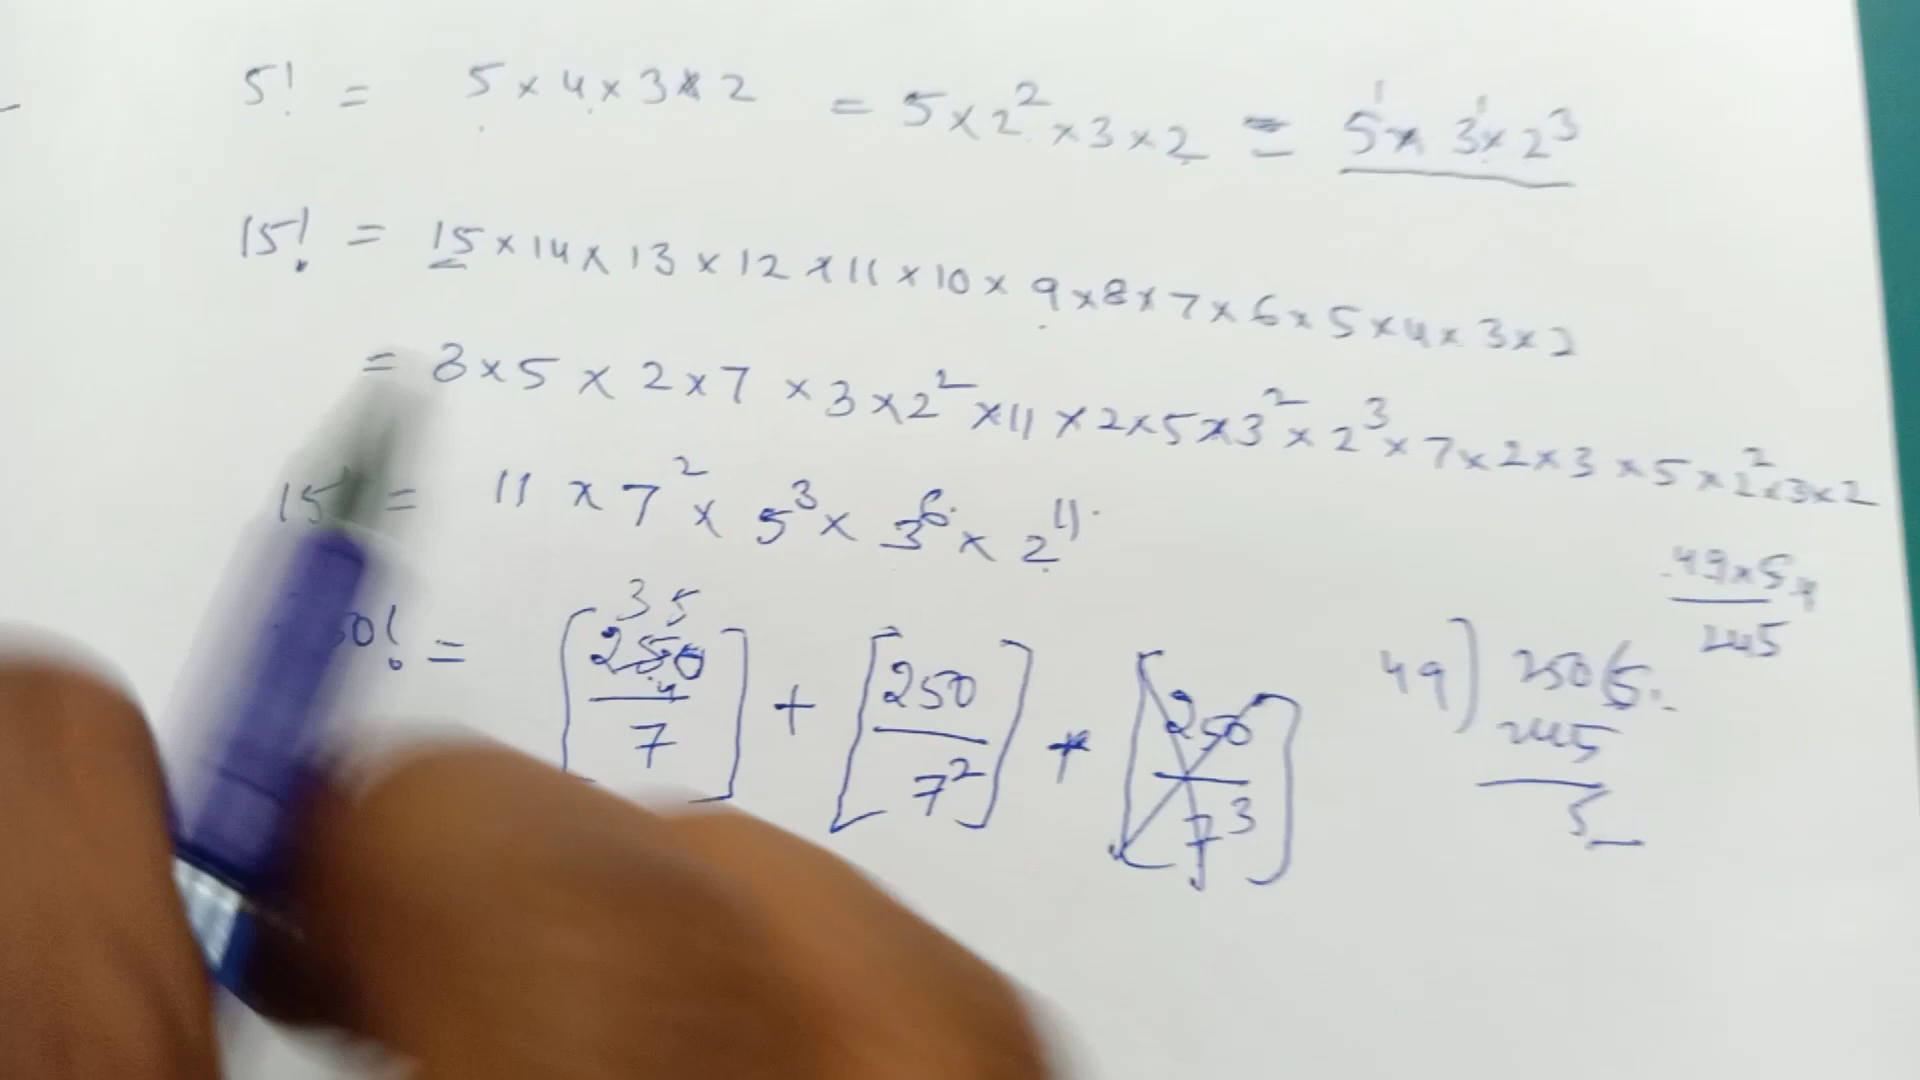 5! = 5 × 4 × 3 × 2 = 5 × 2² × 3 × 2 = 5¹ × 3¹ × 2³
15! = 15 × 14 × 13 × 12 × 11 × 10 × 9 × 8 × 7 × 6 × 5 × 4 × 3 × 2
= 3 × 5 × 2 × 7 × 3 × 2² × 11 × 2 × 5 × 3² × 2³ × 7 × 2 × 3 × 5 × 2² × 3 × 2
15 = 11 × 7² × 5³ × 3⁶ × 2¹¹
49 × 5
245
50! = [250/7] + [250/7²] + [250/7³]
35
4
49) 250 (5
245
5